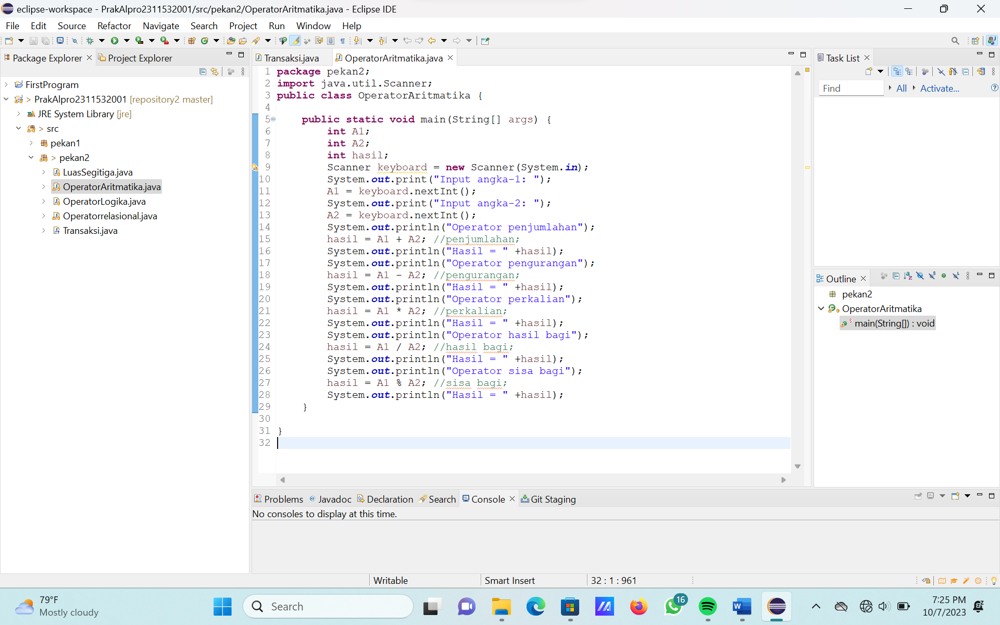 eclipse-workspace - PrakAlpro2311532001/src/pekan2/OperatorAritmatika.java - Eclipse IDE
File Edit Source Refactor Navigate Search Project Run Window Help
Package Explorer Project Explorer
FirstProgram
> PrakAlpro2311532001 [repository2 master]
JRE System Library [jre]
> src
pekan1
> pekan2
LuasSegitiga.java
OperatorAritmatika.java
OperatorLogika.java
Operatorrelasional.java
Transaksi.java
Transaksi.java OperatorAritmatika.java
1 package pekan2;
2 import java.util.Scanner;
3 public class OperatorAritmatika {
4
5 public static void main(String[] args) {
6 int A1;
7 int A2;
8 int hasil;
9 Scanner keyboard = new Scanner(System.in);
10 System.out.print("Input angka-1: ");
11 A1 = keyboard.nextInt();
12 System.out.print("Input angka-2: ");
13 A2 = keyboard.nextInt();
14 System.out.println("Operator penjumlahan");
15 hasil = A1 + A2; //penjumlahan;
16 System.out.println("Hasil = " +hasil);
17 System.out.println("Operator pengurangan");
18 hasil = A1 - A2; //pengurangan;
19 System.out.println("Hasil = " +hasil);
20 System.out.println("Operator perkalian");
21 hasil = A1 * A2; //perkalian;
22 System.out.println("Hasil = " +hasil);
23 System.out.println("Operator hasil bagi");
24 hasil = A1 / A2; //hasil bagi;
25 System.out.println("Hasil = " +hasil);
26 System.out.println("Operator sisa bagi");
27 hasil = A1 % A2; //sisa bagi;
28 System.out.println("Hasil = " +hasil);
29 }
30
31 }
32
Task List
Find All Activate...
Outline
pekan2
OperatorAritmatika
main(String[]) : void
Problems Javadoc Declaration Search Console Git Staging
No consoles to display at this time.
Writable Smart Insert 32 : 1 : 961
79°F
Mostly cloudy
Search
16
7:25 PM
10/7/2023